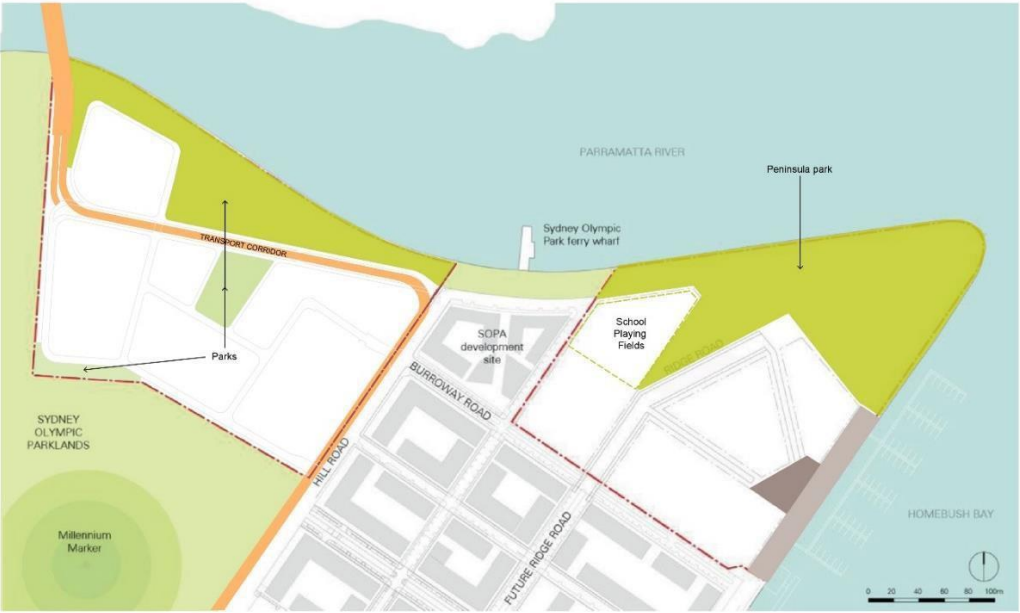 PARRAMATTA RIVER
Peninsula park
Sydney Olympic
Park ferry wharf
TRANSPORT CORRIDOR
School
Playing
Fields
SOPA
development
site
RIDGE ROAD
Parks
BURROWAY ROAD
SYDNEY
OLYMPIC
PARKLANDS
HILL ROAD
HOMEBUSH BAY
Millennium
Marker
FUTURE RIDGE ROAD
0 20 40 60 80 100m